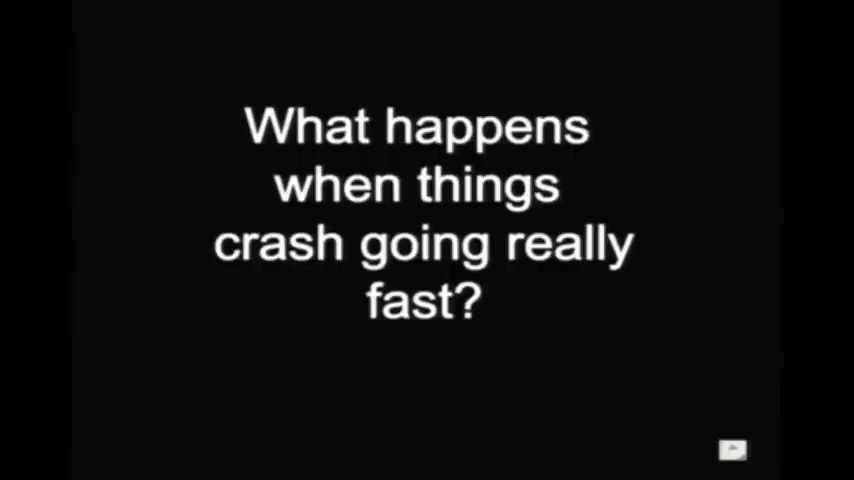 What happens
when things
crash going really
fast?